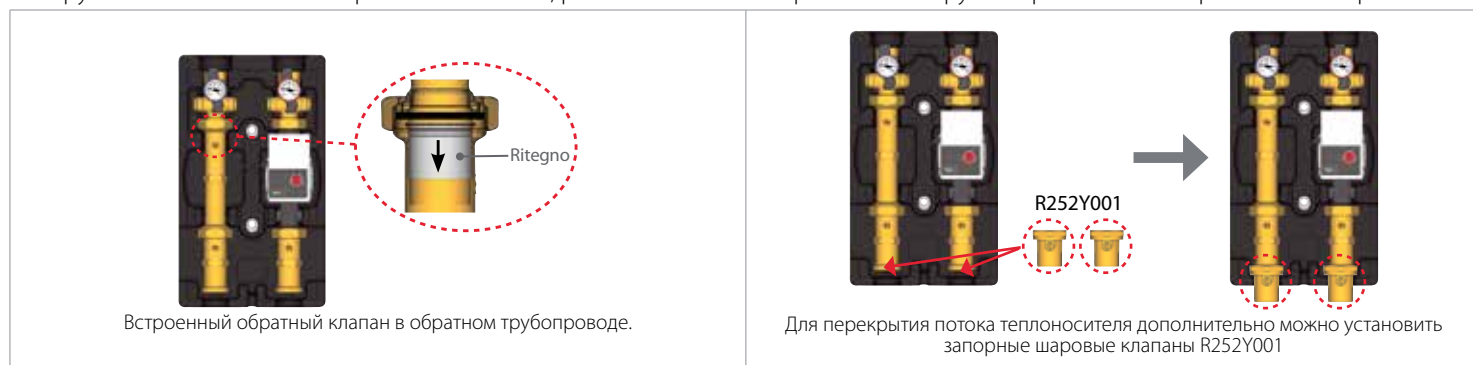 Ritegno
Встроенный обратный клапан в обратном трубопроводе.
R252Y001
Для перекрытия потока теплоносителя дополнительно можно установить
запорные шаровые клапаны R252Y001